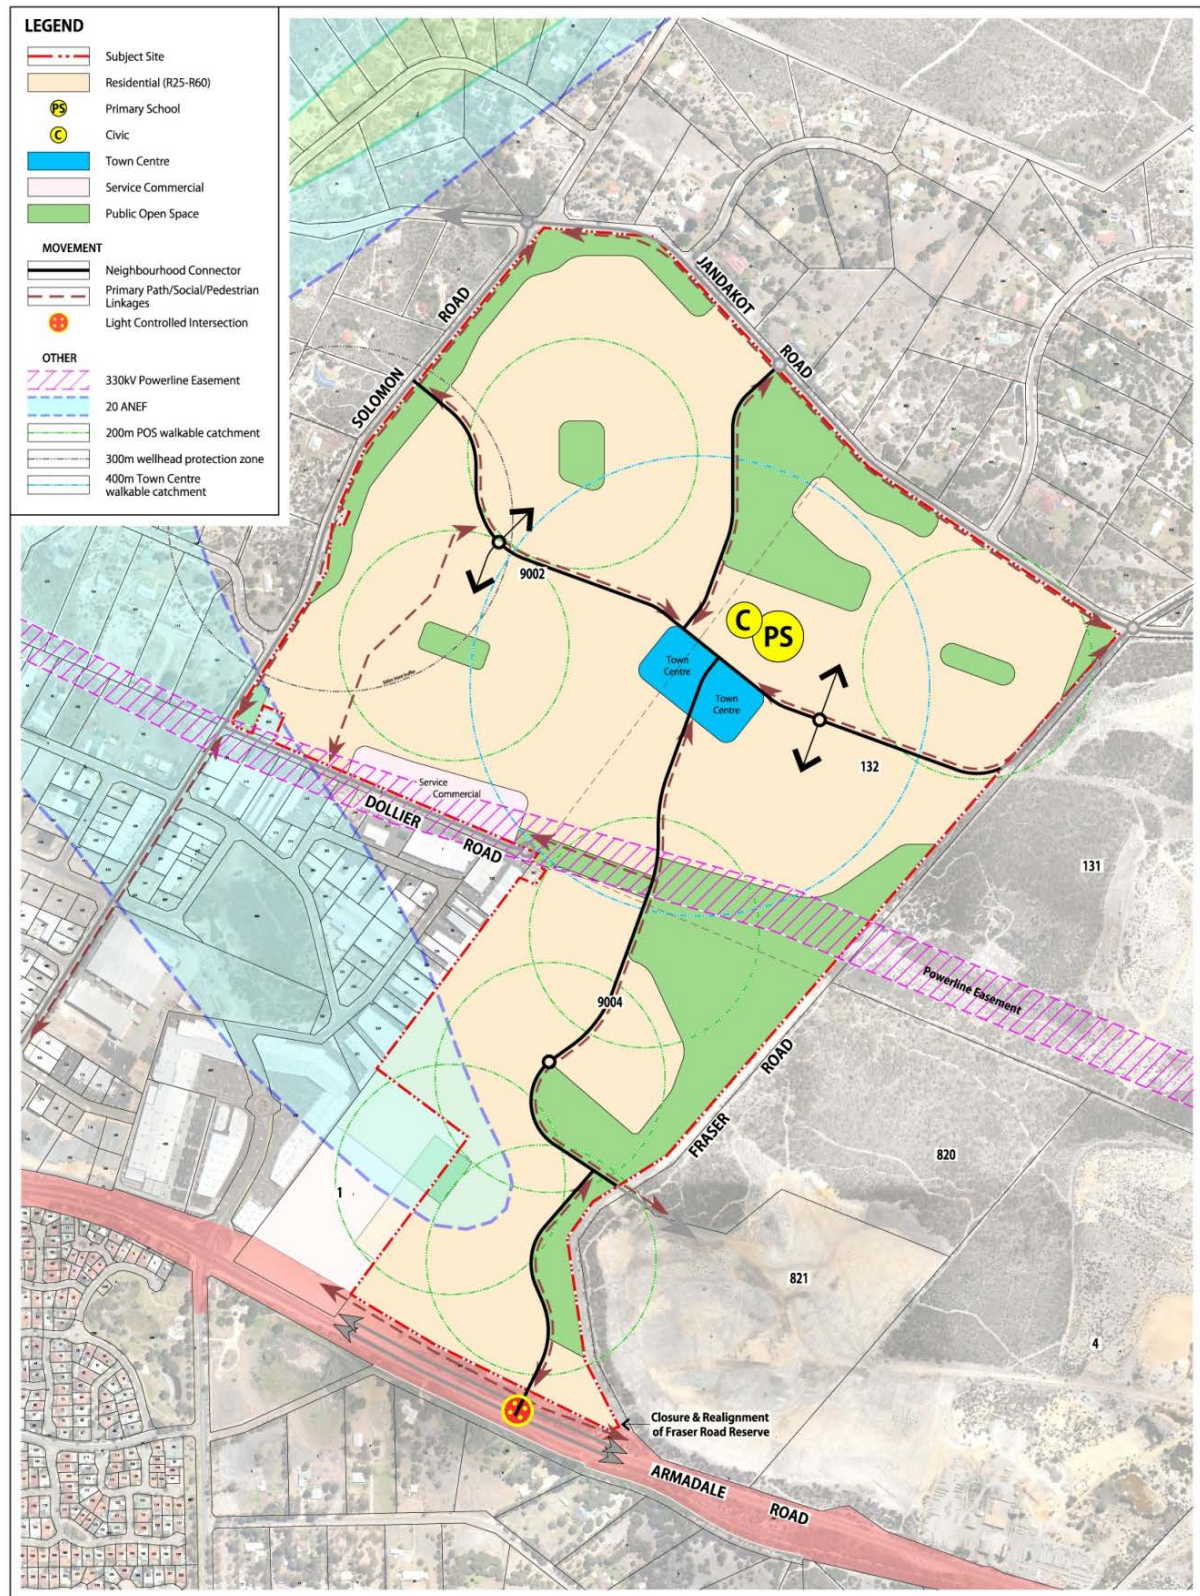 LEGEND
Subject Site
Residential (R25-R60)
PS
Primary School
C
Civic
Town Centre
Service Commercial
Public Open Space
MOVEMENT
Neighbourhood Connector
Primary Path/Social/Pedestrian
Linkages
Light Controlled Intersection
OTHER
330kV Powerline Easement
20 ANEF
200m POS walkable catchment
300m wellhead protection zone
400m Town Centre
walkable catchment
JANDAKOT
ROAD
SOLOMON
ROAD
9002
C
PS
Town
Centre
Town
Centre
132
Service
Commercial
DOLLIER
ROAD
131
Powerline Easement
9004
FRASER
ROAD
820
1
821
4
Closure & Realignment
of Fraser Road Reserve
ARMADALE
ROAD